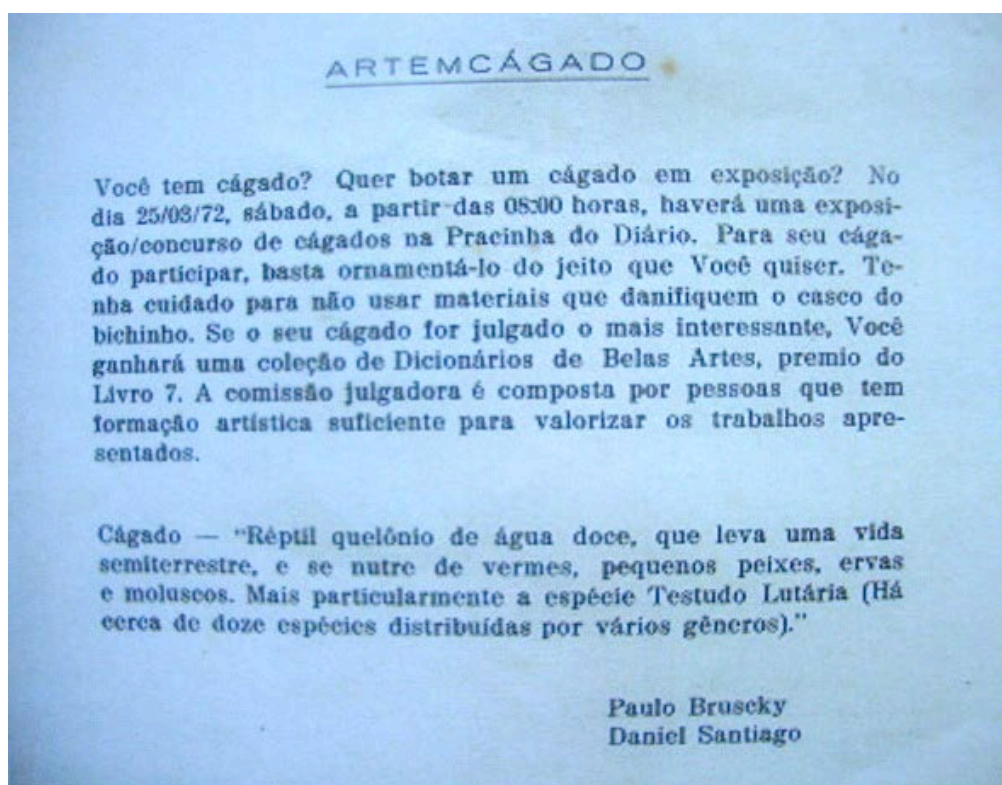 ARTEMCÁGADO
Você tem cágado? Quer botar um cágado em exposição? No
dia 25/03/72, sábado, a partir das 08:00 horas, haverá uma exposi-
ção/concurso de cágados na Pracinha do Diário. Para seu cága-
do participar, basta ornamentá-lo do jeito que Você quiser. Te-
nha cuidado para não usar materiais que danifiquem o casco do
bichinho. Se o seu cágado for julgado o mais interessante, Você
ganhará uma coleção de Dicionários de Belas Artes, premio do
Livro 7. A comissão julgadora é composta por pessoas que tem
formação artística suficiente para valorizar os trabalhos apre-
sentados.
Cágado — "Réptil quelônio de água doce, que leva uma vida
semiterrestre, e se nutre de vermes, pequenos peixes, ervas
e moluscos. Mais particularmente a espécie Testudo Lutária (Há
cerca de doze espécies distribuídas por vários gêneros)."
Paulo Bruscky
Daniel Santiago